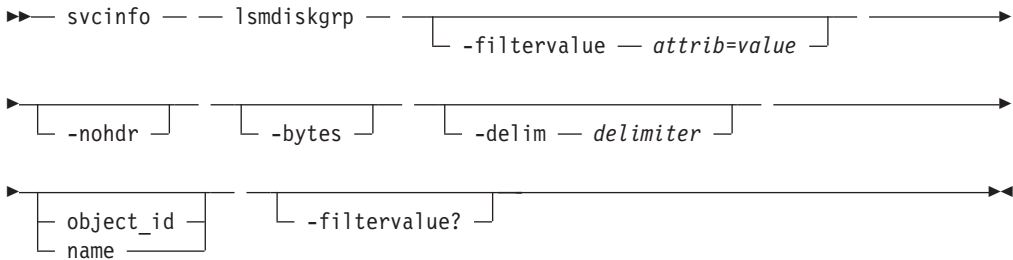 svcinfo lsmdiskgrp
-filtervalue attrib=value
-nohdr -bytes -delim delimiter
object_id -filtervalue?
name